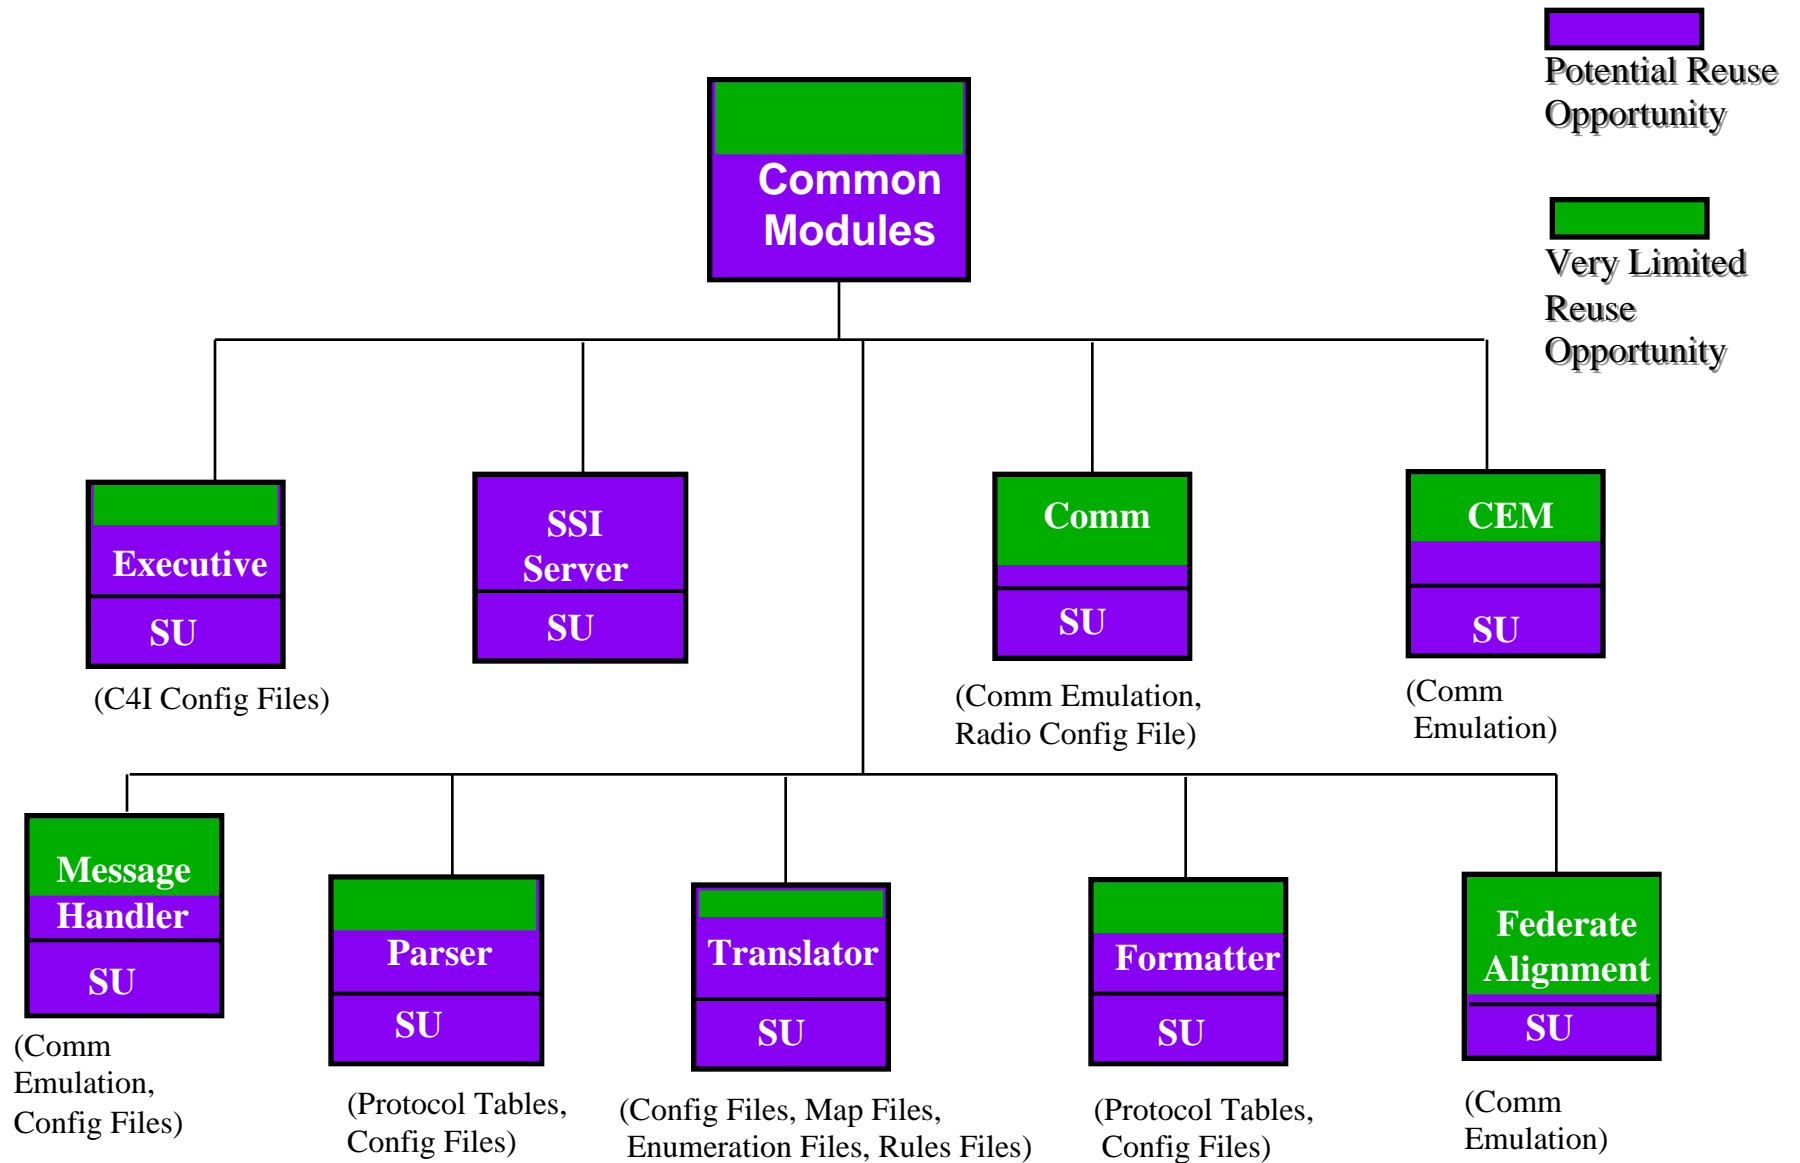 Potential Reuse
Opportunity
Common
Modules
Very Limited
Reuse
Opportunity
Executive
SU
(C4I Config Files)
SSI
Server
SU
Comm
SU
(Comm Emulation,
Radio Config File)
CEM
SU
(Comm
Emulation)
Message
Handler
SU
(Comm
Emulation,
Config Files)
Parser
SU
(Protocol Tables,
Config Files)
Translator
SU
(Config Files, Map Files,
Enumeration Files, Rules Files)
Formatter
SU
(Protocol Tables,
Config Files)
Federate
Alignment
SU
(Comm
Emulation)